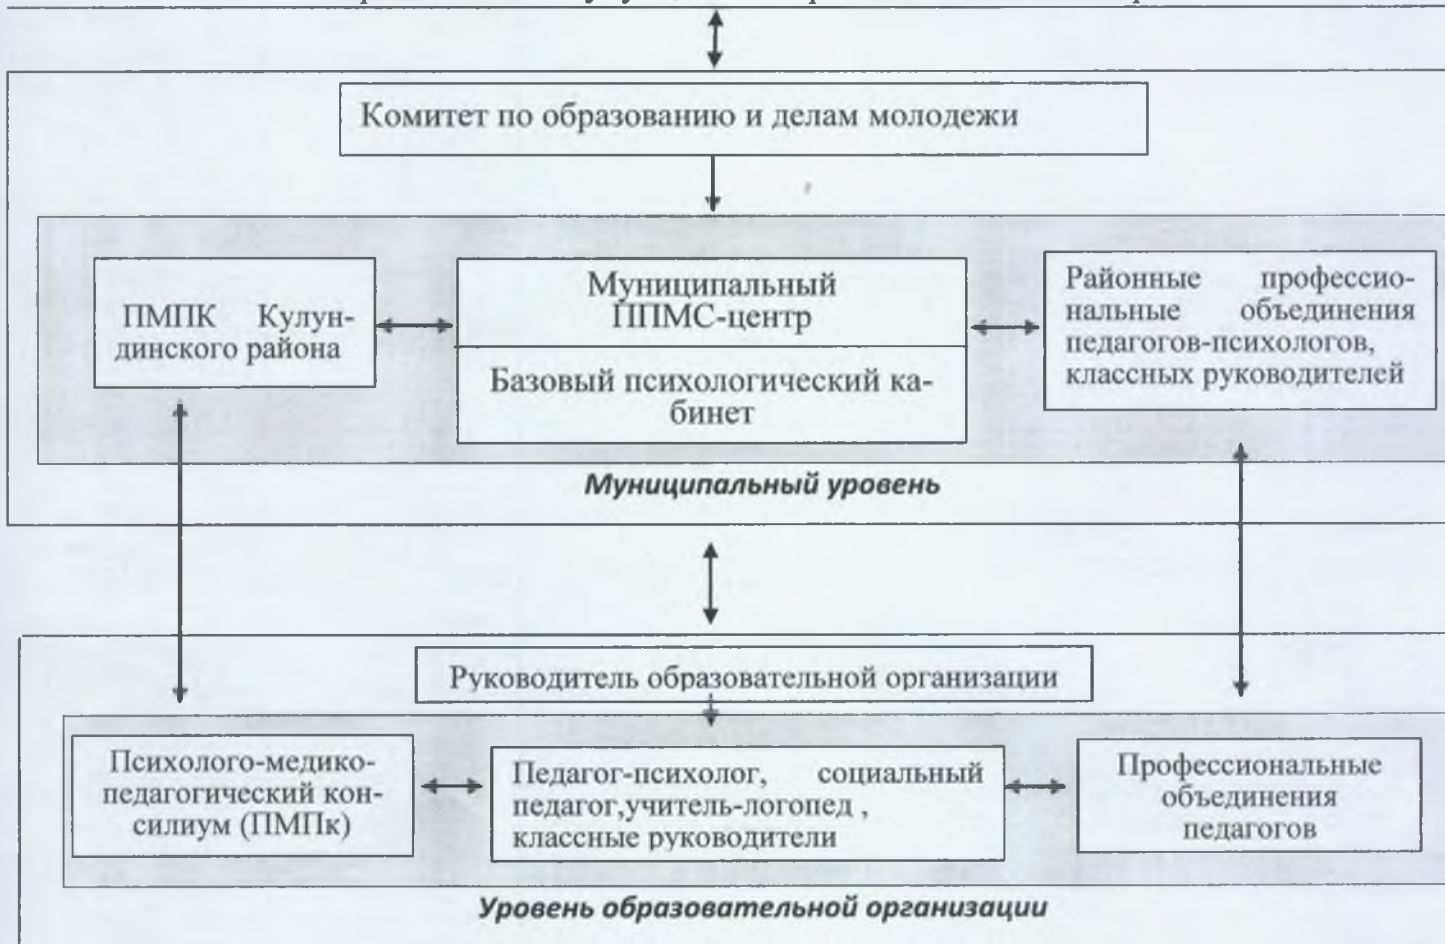 Комитет по образованию и делам молодежи
ПМПК Кулун-
динского района
Муниципальный
ППМС-центр
Базовый психологический ка-
бинет
Районные профессио-
нальные объединения
педагогов-психологов,
классных руководителей
Муниципальный уровень
Руководитель образовательной организации
Психолого-медико-
педагогический кон-
силиум (ПМПк)
Педагог-психолог, социальный
педагог,учитель-логопед ,
классные руководители
Профессиональные
объединения
педагогов
Уровень образовательной организации